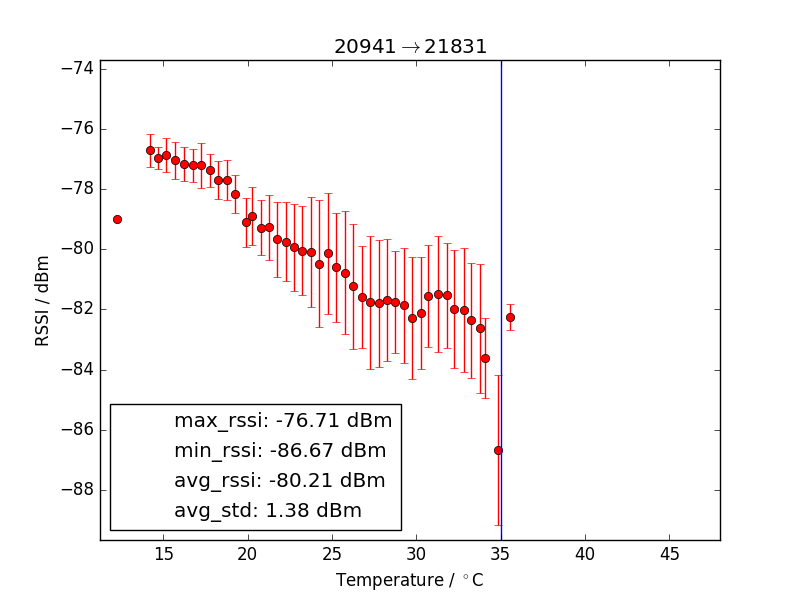 20941→21831
−74
−76
−78
−80
−82
−84
−86
−88
RSSI / dBm
max_rssi: -76.71 dBm
min_rssi: -86.67 dBm
avg_rssi: -80.21 dBm
avg_std: 1.38 dBm
15 20 25 30 35 40 45
Temperature / °C